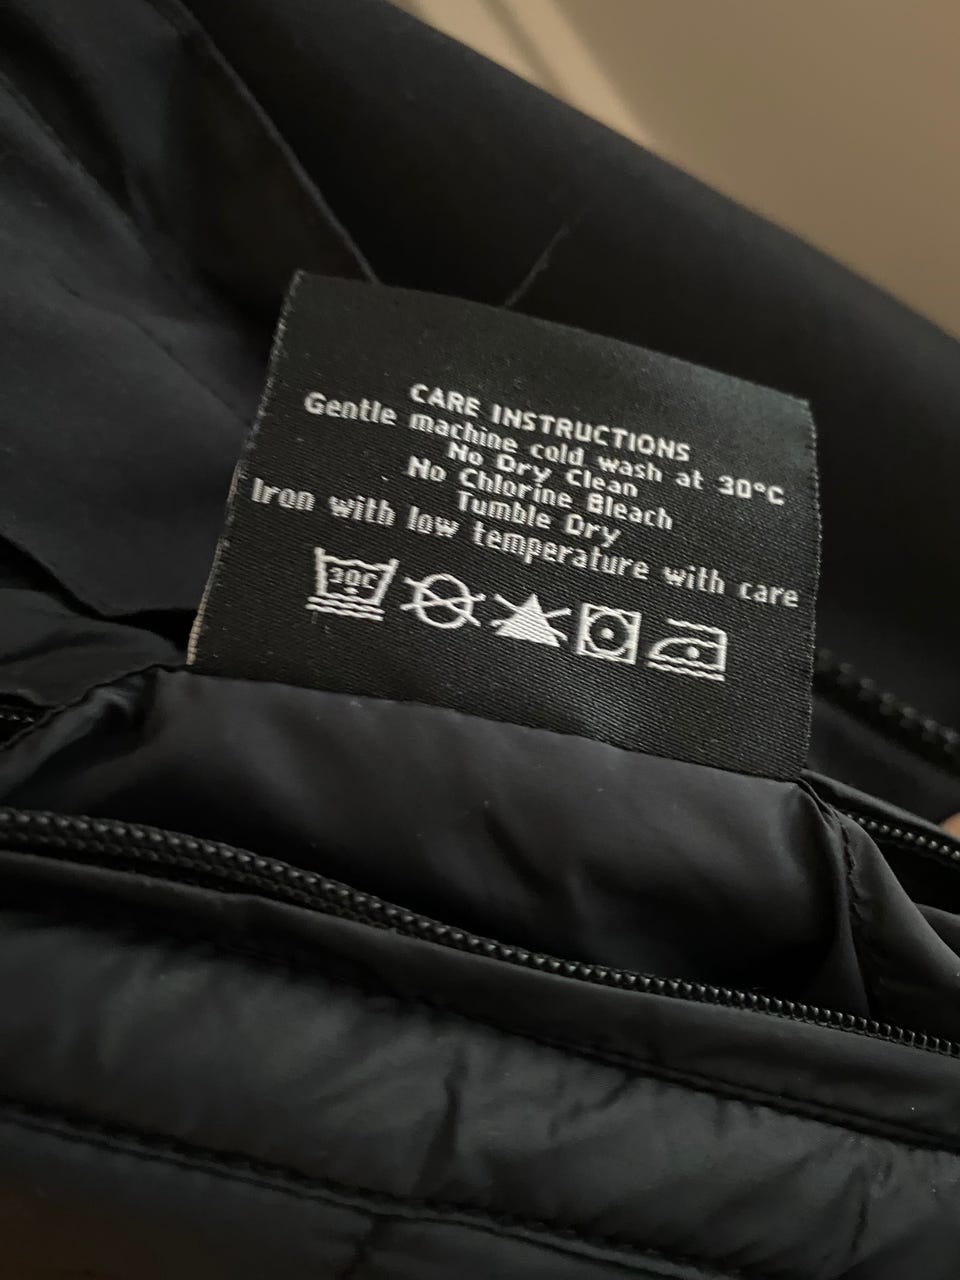 CARE INSTRUCTIONS
Gentle machine cold wash at 30°C
No Dry Clean
No Chlorine Bleach
Tumble Dry
Iron with low temperature with care
30C